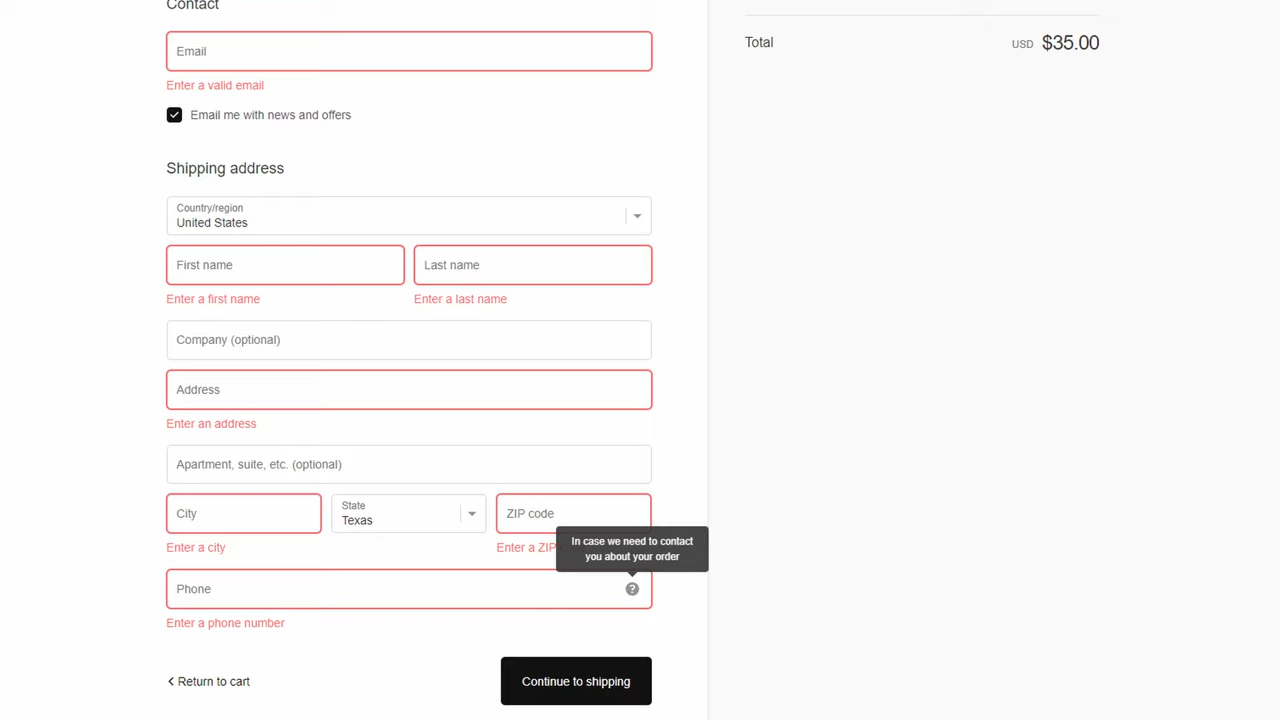 Contact
Email
Enter a valid email
Email me with news and offers
Shipping address
Country/region
United States
First name
Last name
Enter a first name
Enter a last name
Company (optional)
Address
Enter an address
Apartment, suite, etc. (optional)
City
State
Texas
ZIP code
Enter a city
Enter a ZIP
In case we need to contact
you about your order
Phone
?
Enter a phone number
Return to cart
Continue to shipping
Total
USD $35.00